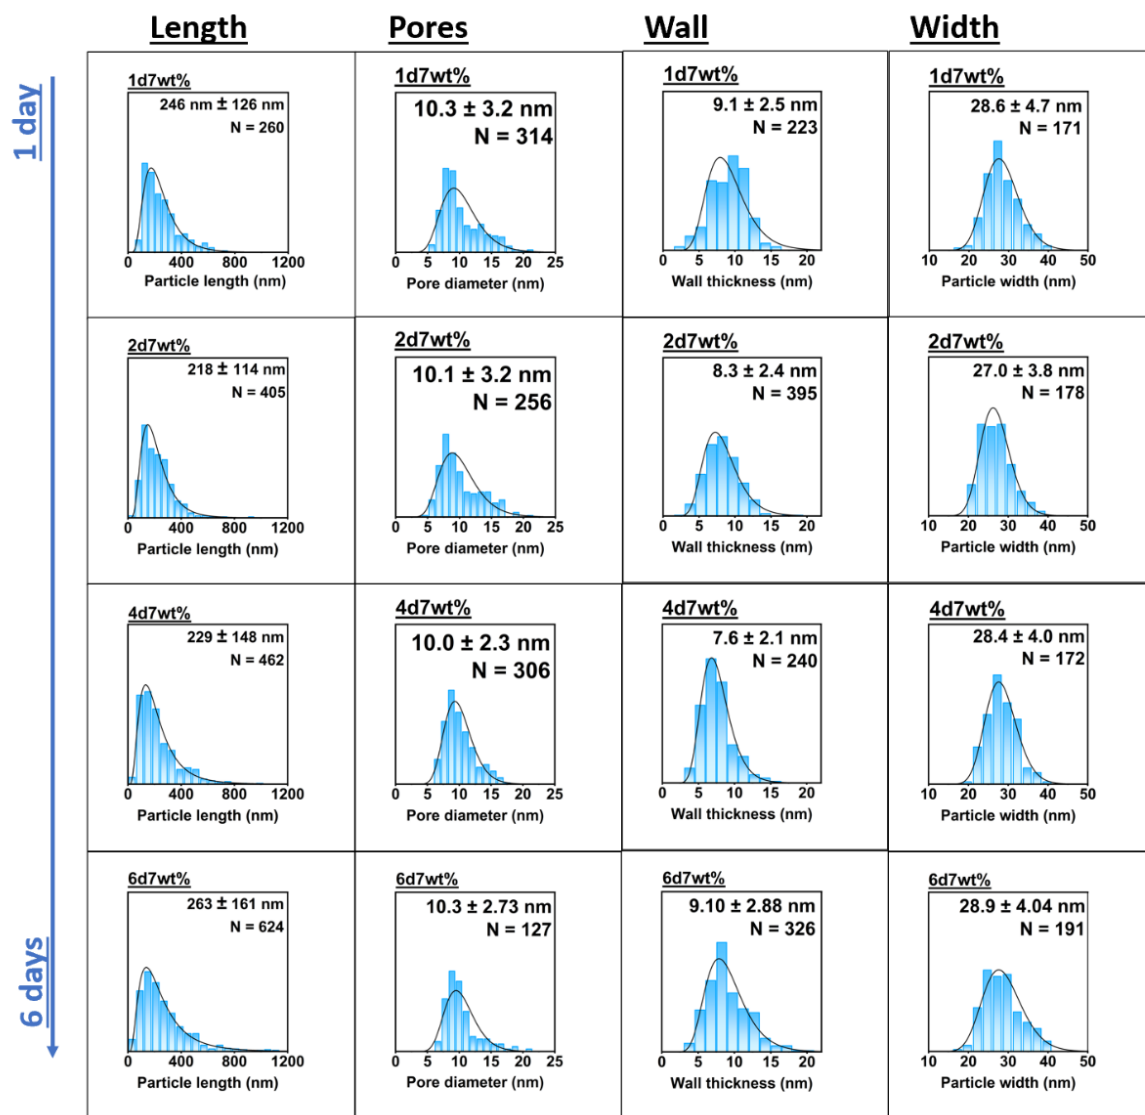 Length
Pores
Wall
Width
1 day
6 days
1d7wt%
246 nm ± 126 nm
N = 260
0 400 800 1200
Particle length (nm)
1d7wt%
10.3 ± 3.2 nm
N = 314
0 5 10 15 20 25
Pore diameter (nm)
1d7wt%
9.1 ± 2.5 nm
N = 223
0 5 10 15 20
Wall thickness (nm)
1d7wt%
28.6 ± 4.7 nm
N = 171
10 20 30 40 50
Particle width (nm)
2d7wt%
218 ± 114 nm
N = 405
0 400 800 1200
Particle length (nm)
2d7wt%
10.1 ± 3.2 nm
N = 256
0 5 10 15 20 25
Pore diameter (nm)
2d7wt%
8.3 ± 2.4 nm
N = 395
0 5 10 15 20
Wall thickness (nm)
2d7wt%
27.0 ± 3.8 nm
N = 178
10 20 30 40 50
Particle width (nm)
4d7wt%
229 ± 148 nm
N = 462
0 400 800 1200
Particle length (nm)
4d7wt%
10.0 ± 2.3 nm
N = 306
0 5 10 15 20 25
Pore diameter (nm)
4d7wt%
7.6 ± 2.1 nm
N = 240
0 5 10 15 20
Wall thickness (nm)
4d7wt%
28.4 ± 4.0 nm
N = 172
10 20 30 40 50
Particle width (nm)
6d7wt%
263 ± 161 nm
N = 624
0 400 800 1200
Particle length (nm)
6d7wt%
10.3 ± 2.73 nm
N = 127
0 5 10 15 20 25
Pore diameter (nm)
6d7wt%
9.10 ± 2.88 nm
N = 326
0 5 10 15 20
Wall thickness (nm)
6d7wt%
28.9 ± 4.04 nm
N = 191
10 20 30 40 50
Particle width (nm)